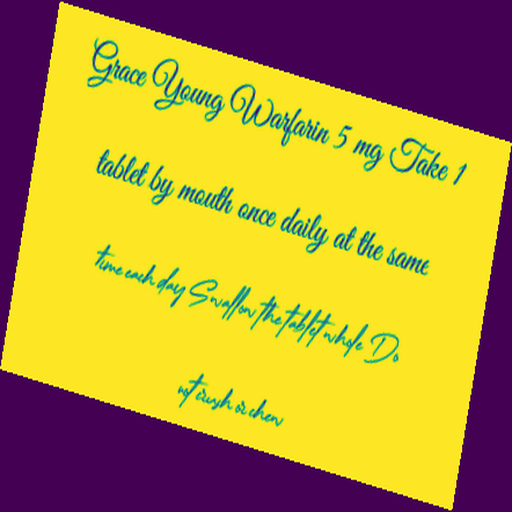 Grace Young Warfarin 5 mg Take 1
tablet by mouth once daily at the same
time each day Swallow the tablet whole Do
not crush or chew